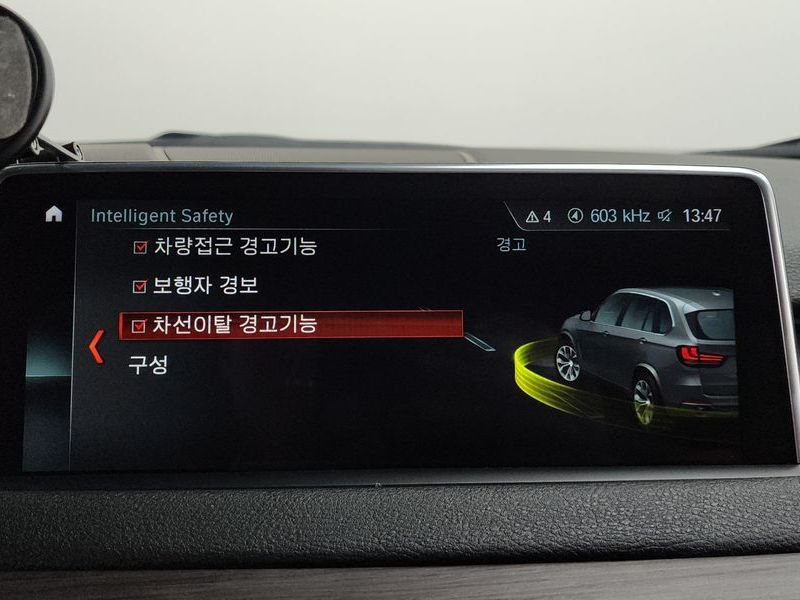 Intelligent Safety
4 603 kHz 13:47
차량접근 경고기능
경고
보행자 경보
차선이탈 경고기능
구성